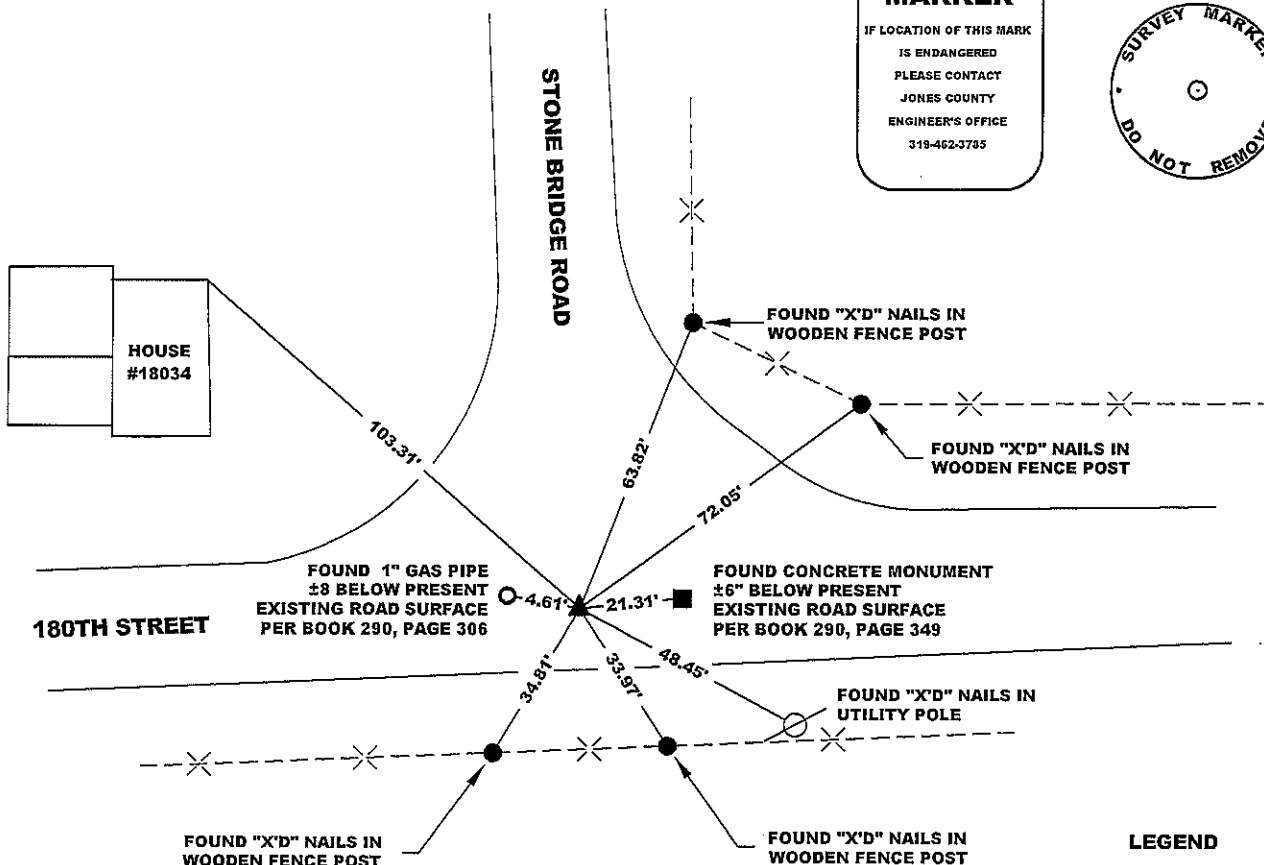 MARKER
IF LOCATION OF THIS MARK
IS ENDANGERED
PLEASE CONTACT
JONES COUNTY
ENGINEER'S OFFICE
319-462-3785
SURVEY MARKER
DO NOT REMOVE
STONE BRIDGE ROAD
HOUSE
#18034
FOUND "X'D" NAILS IN
WOODEN FENCE POST
FOUND "X'D" NAILS IN
WOODEN FENCE POST
103.31'
63.82'
72.05'
FOUND 1" GAS PIPE
±8 BELOW PRESENT
EXISTING ROAD SURFACE
PER BOOK 290, PAGE 306
4.61'
21.31'
FOUND CONCRETE MONUMENT
±6" BELOW PRESENT
EXISTING ROAD SURFACE
PER BOOK 290, PAGE 349
180TH STREET
34.81'
33.97'
48.45'
FOUND "X'D" NAILS IN
UTILITY POLE
FOUND "X'D" NAILS IN
WOODEN FENCE POST
FOUND "X'D" NAILS IN
WOODEN FENCE POST
LEGEND